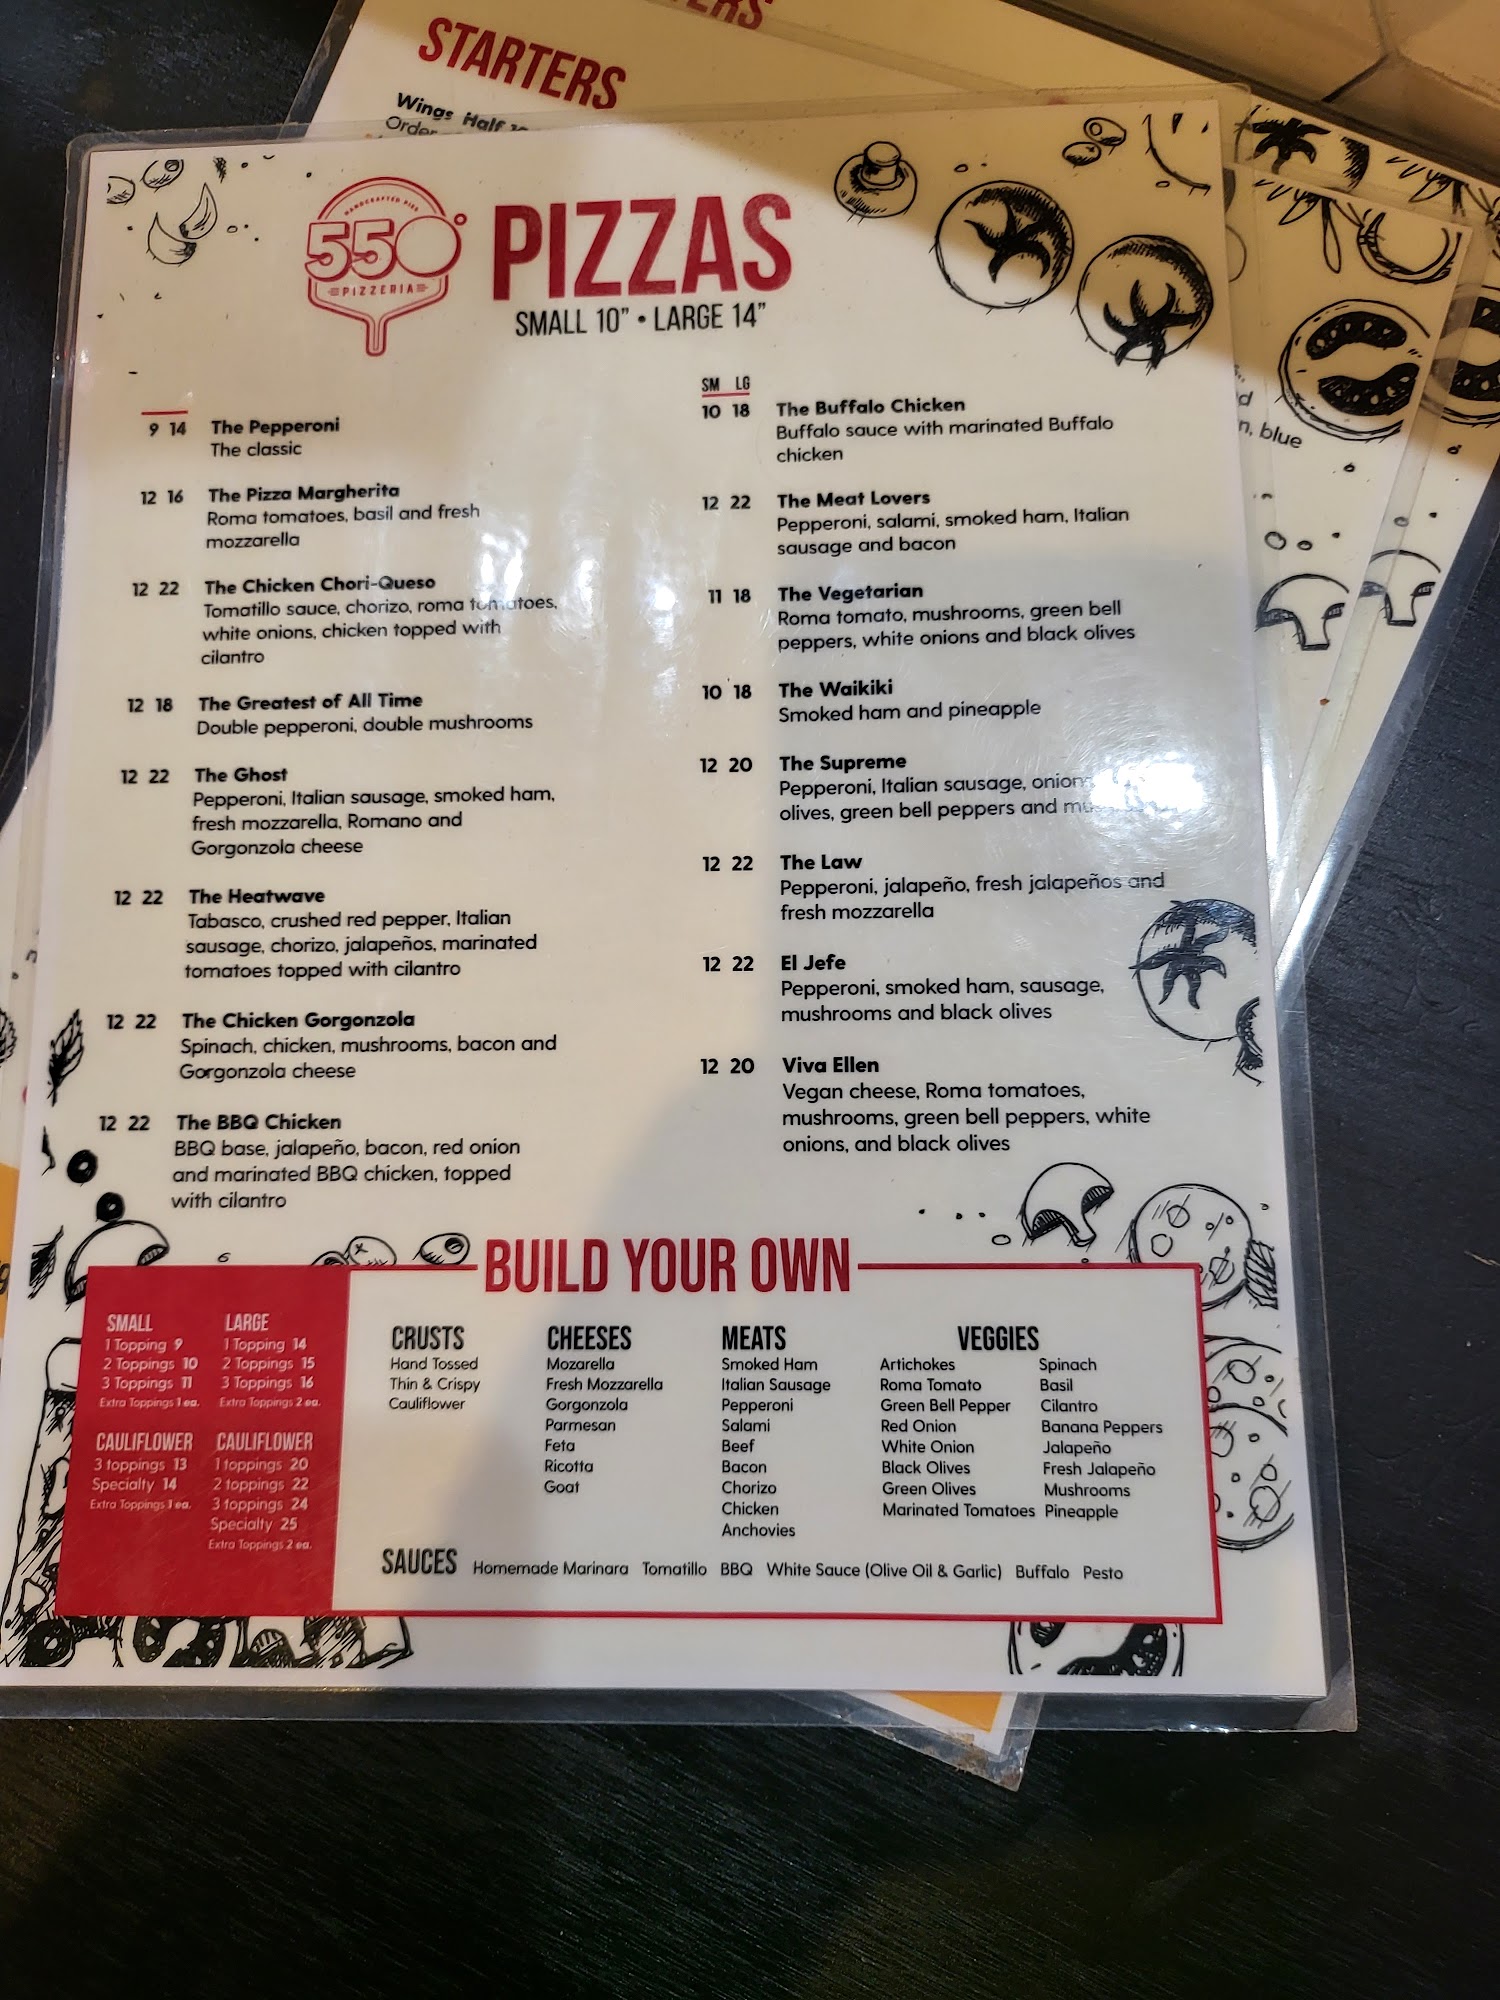 STARTERS
Wings Half
Order
HANDCRAFTED PIES
550°
PIZZERIA
PIZZAS
SMALL 10” • LARGE 14”
9 14 The Pepperoni
The classic
12 16 The Pizza Margherita
Roma tomatoes, basil and fresh
mozzarella
12 22 The Chicken Chori-Queso
Tomatillo sauce, chorizo, roma tomatoes,
white onions, chicken topped with
cilantro
12 18 The Greatest of All Time
Double pepperoni, double mushrooms
12 22 The Ghost
Pepperoni, Italian sausage, smoked ham,
fresh mozzarella, Romano and
Gorgonzola cheese
12 22 The Heatwave
Tabasco, crushed red pepper, Italian
sausage, chorizo, jalapeños, marinated
tomatoes topped with cilantro
12 22 The Chicken Gorgonzola
Spinach, chicken, mushrooms, bacon and
Gorgonzola cheese
12 22 The BBQ Chicken
BBQ base, jalapeño, bacon, red onion
and marinated BBQ chicken, topped
with cilantro
SM LG
10 18 The Buffalo Chicken
Buffalo sauce with marinated Buffalo
chicken
12 22 The Meat Lovers
Pepperoni, salami, smoked ham, Italian
sausage and bacon
11 18 The Vegetarian
Roma tomato, mushrooms, green bell
peppers, white onions and black olives
10 18 The Waikiki
Smoked ham and pineapple
12 20 The Supreme
Pepperoni, Italian sausage, onion
olives, green bell peppers and
12 22 The Law
Pepperoni, jalapeño, fresh jalapeños and
fresh mozzarella
12 22 El Jefe
Pepperoni, smoked ham, sausage,
mushrooms and black olives
12 20 Viva Ellen
Vegan cheese, Roma tomatoes,
mushrooms, green bell peppers, white
onions, and black olives
blue
BUILD YOUR OWN
SMALL
1 Topping 9
2 Toppings 10
3 Toppings 11
Extra Toppings 1 ea.
LARGE
1 Topping 14
2 Toppings 15
3 Toppings 16
Extra Toppings 2 ea.
CAULIFLOWER
3 toppings 13
Specialty 14
Extra Toppings 1 ea.
CAULIFLOWER
1 toppings 20
2 toppings 22
3 toppings 24
Specialty 25
Extra Toppings 2 ea.
CRUSTS
Hand Tossed
Thin & Crispy
Cauliflower
CHEESES
Mozarella
Fresh Mozzarella
Gorgonzola
Parmesan
Feta
Ricotta
Goat
MEATS
Smoked Ham
Italian Sausage
Pepperoni
Salami
Beef
Bacon
Chorizo
Chicken
Anchovies
VEGGIES
Artichokes
Roma Tomato
Green Bell Pepper
Red Onion
White Onion
Black Olives
Green Olives
Marinated Tomatoes
Spinach
Basil
Cilantro
Banana Peppers
Jalapeño
Fresh Jalapeño
Mushrooms
Pineapple
SAUCES Homemade Marinara Tomatillo BBQ White Sauce (Olive Oil & Garlic) Buffalo Pesto